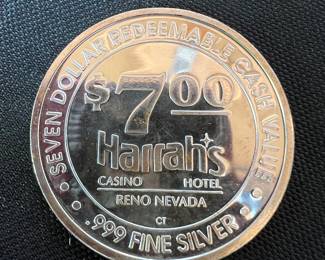 SEVEN DOLLAR REDEEMABLE CASH VALUE
$7.00
Harrah's
CASINO HOTEL
RENO NEVADA
CT
.999 FINE SILVER